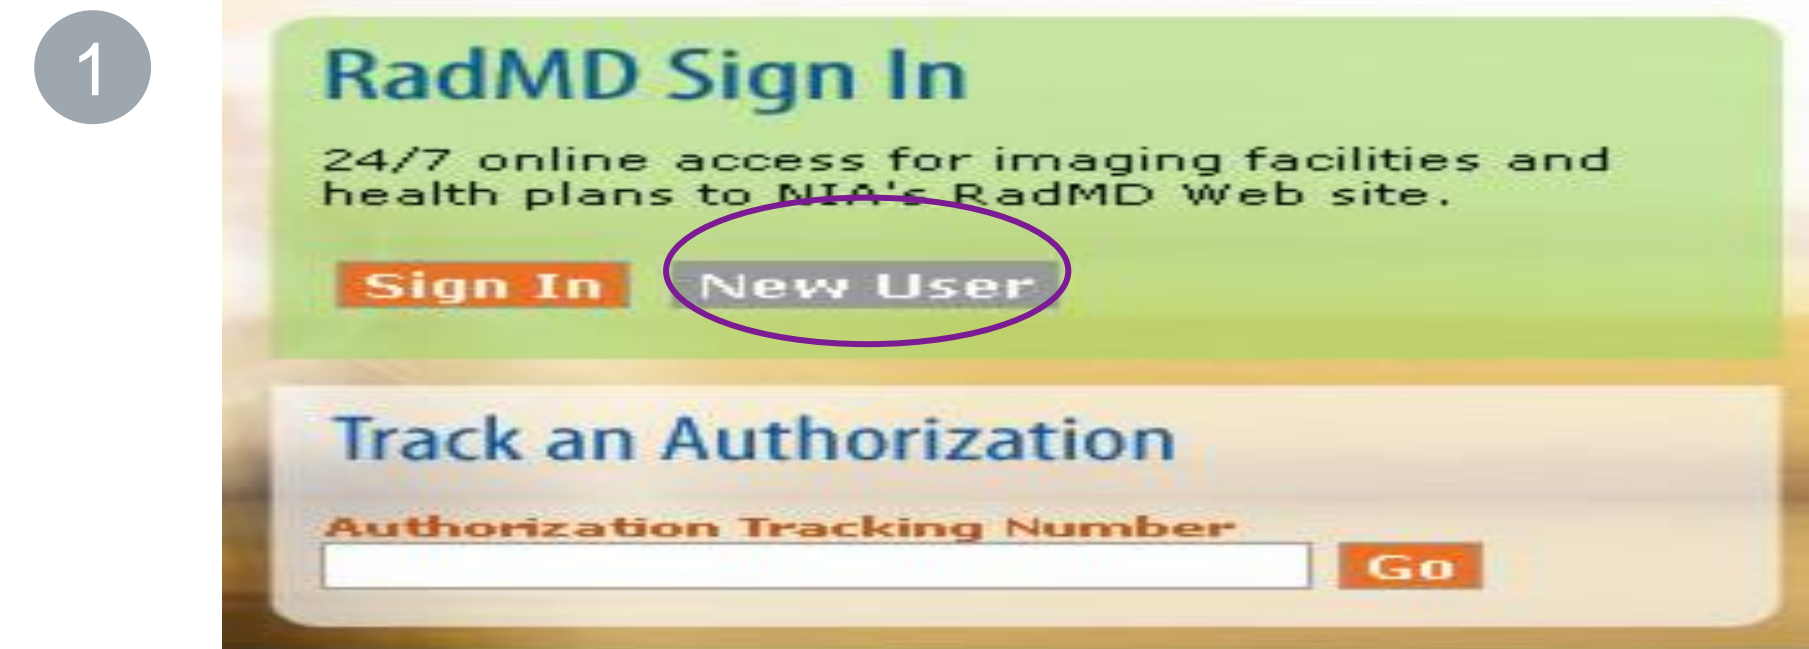 1
RadMD Sign In
24/7 online access for imaging facilities and
health plans to NIA's RadMD Web site.
Sign In New User
Track an Authorization
Authorization Tracking Number
Go